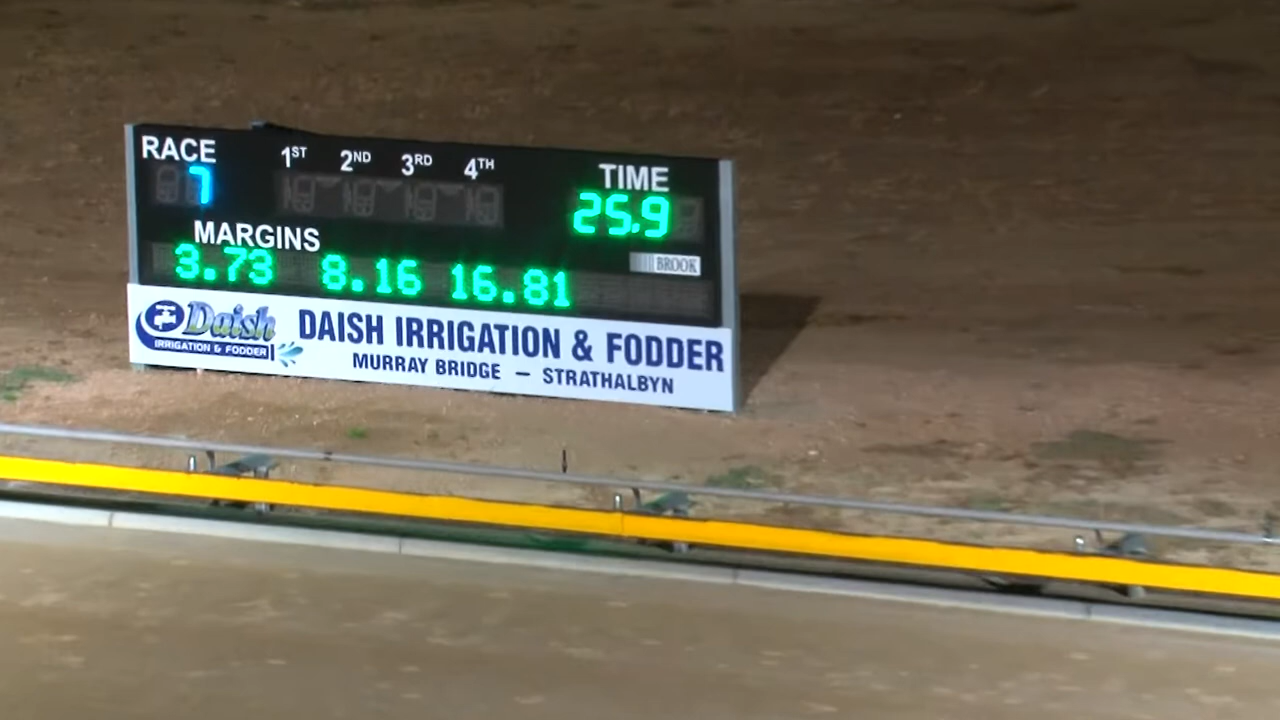 RACE 1ST 2ND 3RD 4TH TIME
7 25.9
MARGINS
BROOK
3.73 8.16 16.81
Daish
IRRIGATION & FODDER
DAISH IRRIGATION & FODDER
MURRAY BRIDGE — STRATHALBYN